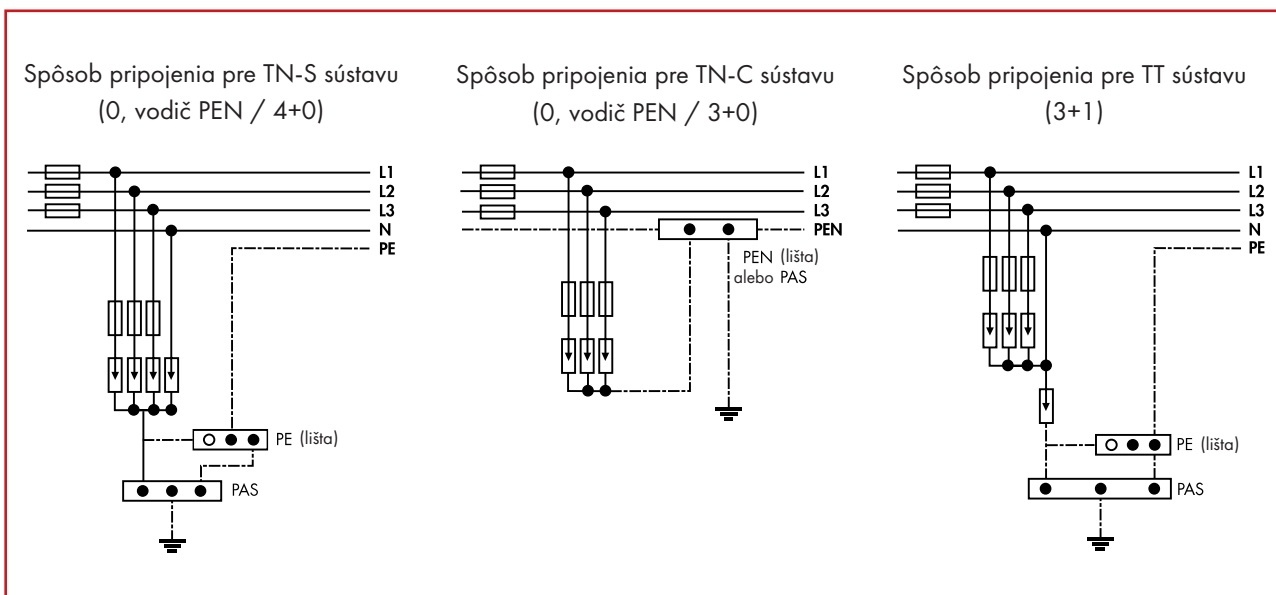 Spôsob pripojenia pre TN-S sústavu
(0, vodič PEN / 4+0)
L1
L2
L3
N
PE
PE (lišta)
PAS
Spôsob pripojenia pre TN-C sústavu
(0, vodič PEN / 3+0)
L1
L2
L3
PEN
PEN (lišta)
alebo PAS
Spôsob pripojenia pre TT sústavu
(3+1)
L1
L2
L3
N
PE
PE (lišta)
PAS